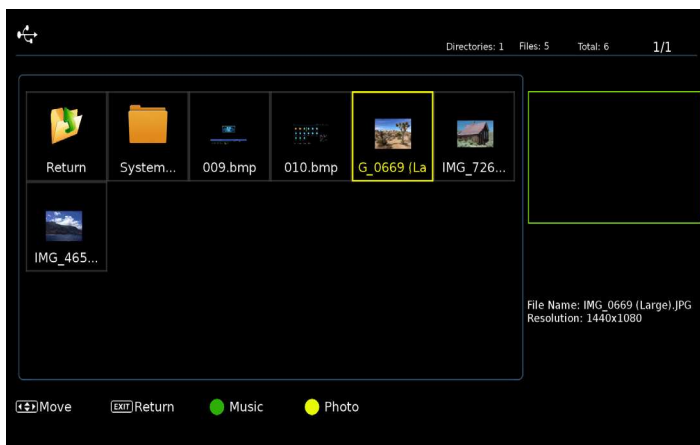 Directories: 1 Files: 5 Total: 6 1/1
Return System... 009.bmp 010.bmp G_0669 (La IMG_726...
IMG_465...
File Name: IMG_0669 (Large).JPG
Resolution: 1440x1080
Move EXIT Return Music Photo